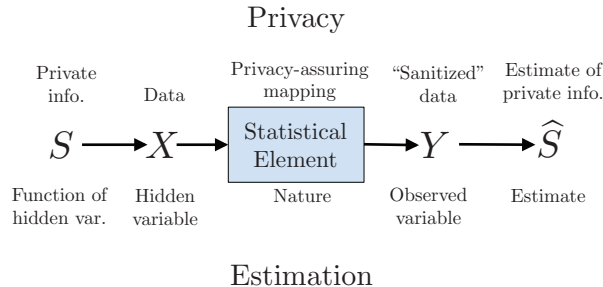 Privacy
Private
info.
Data
Privacy-assuring
mapping
“Sanitized”
data
Estimate of
private info.
S
X
Statistical
Element
Y
Ŝ
Function of
hidden var.
Hidden
variable
Nature
Observed
variable
Estimate
Estimation